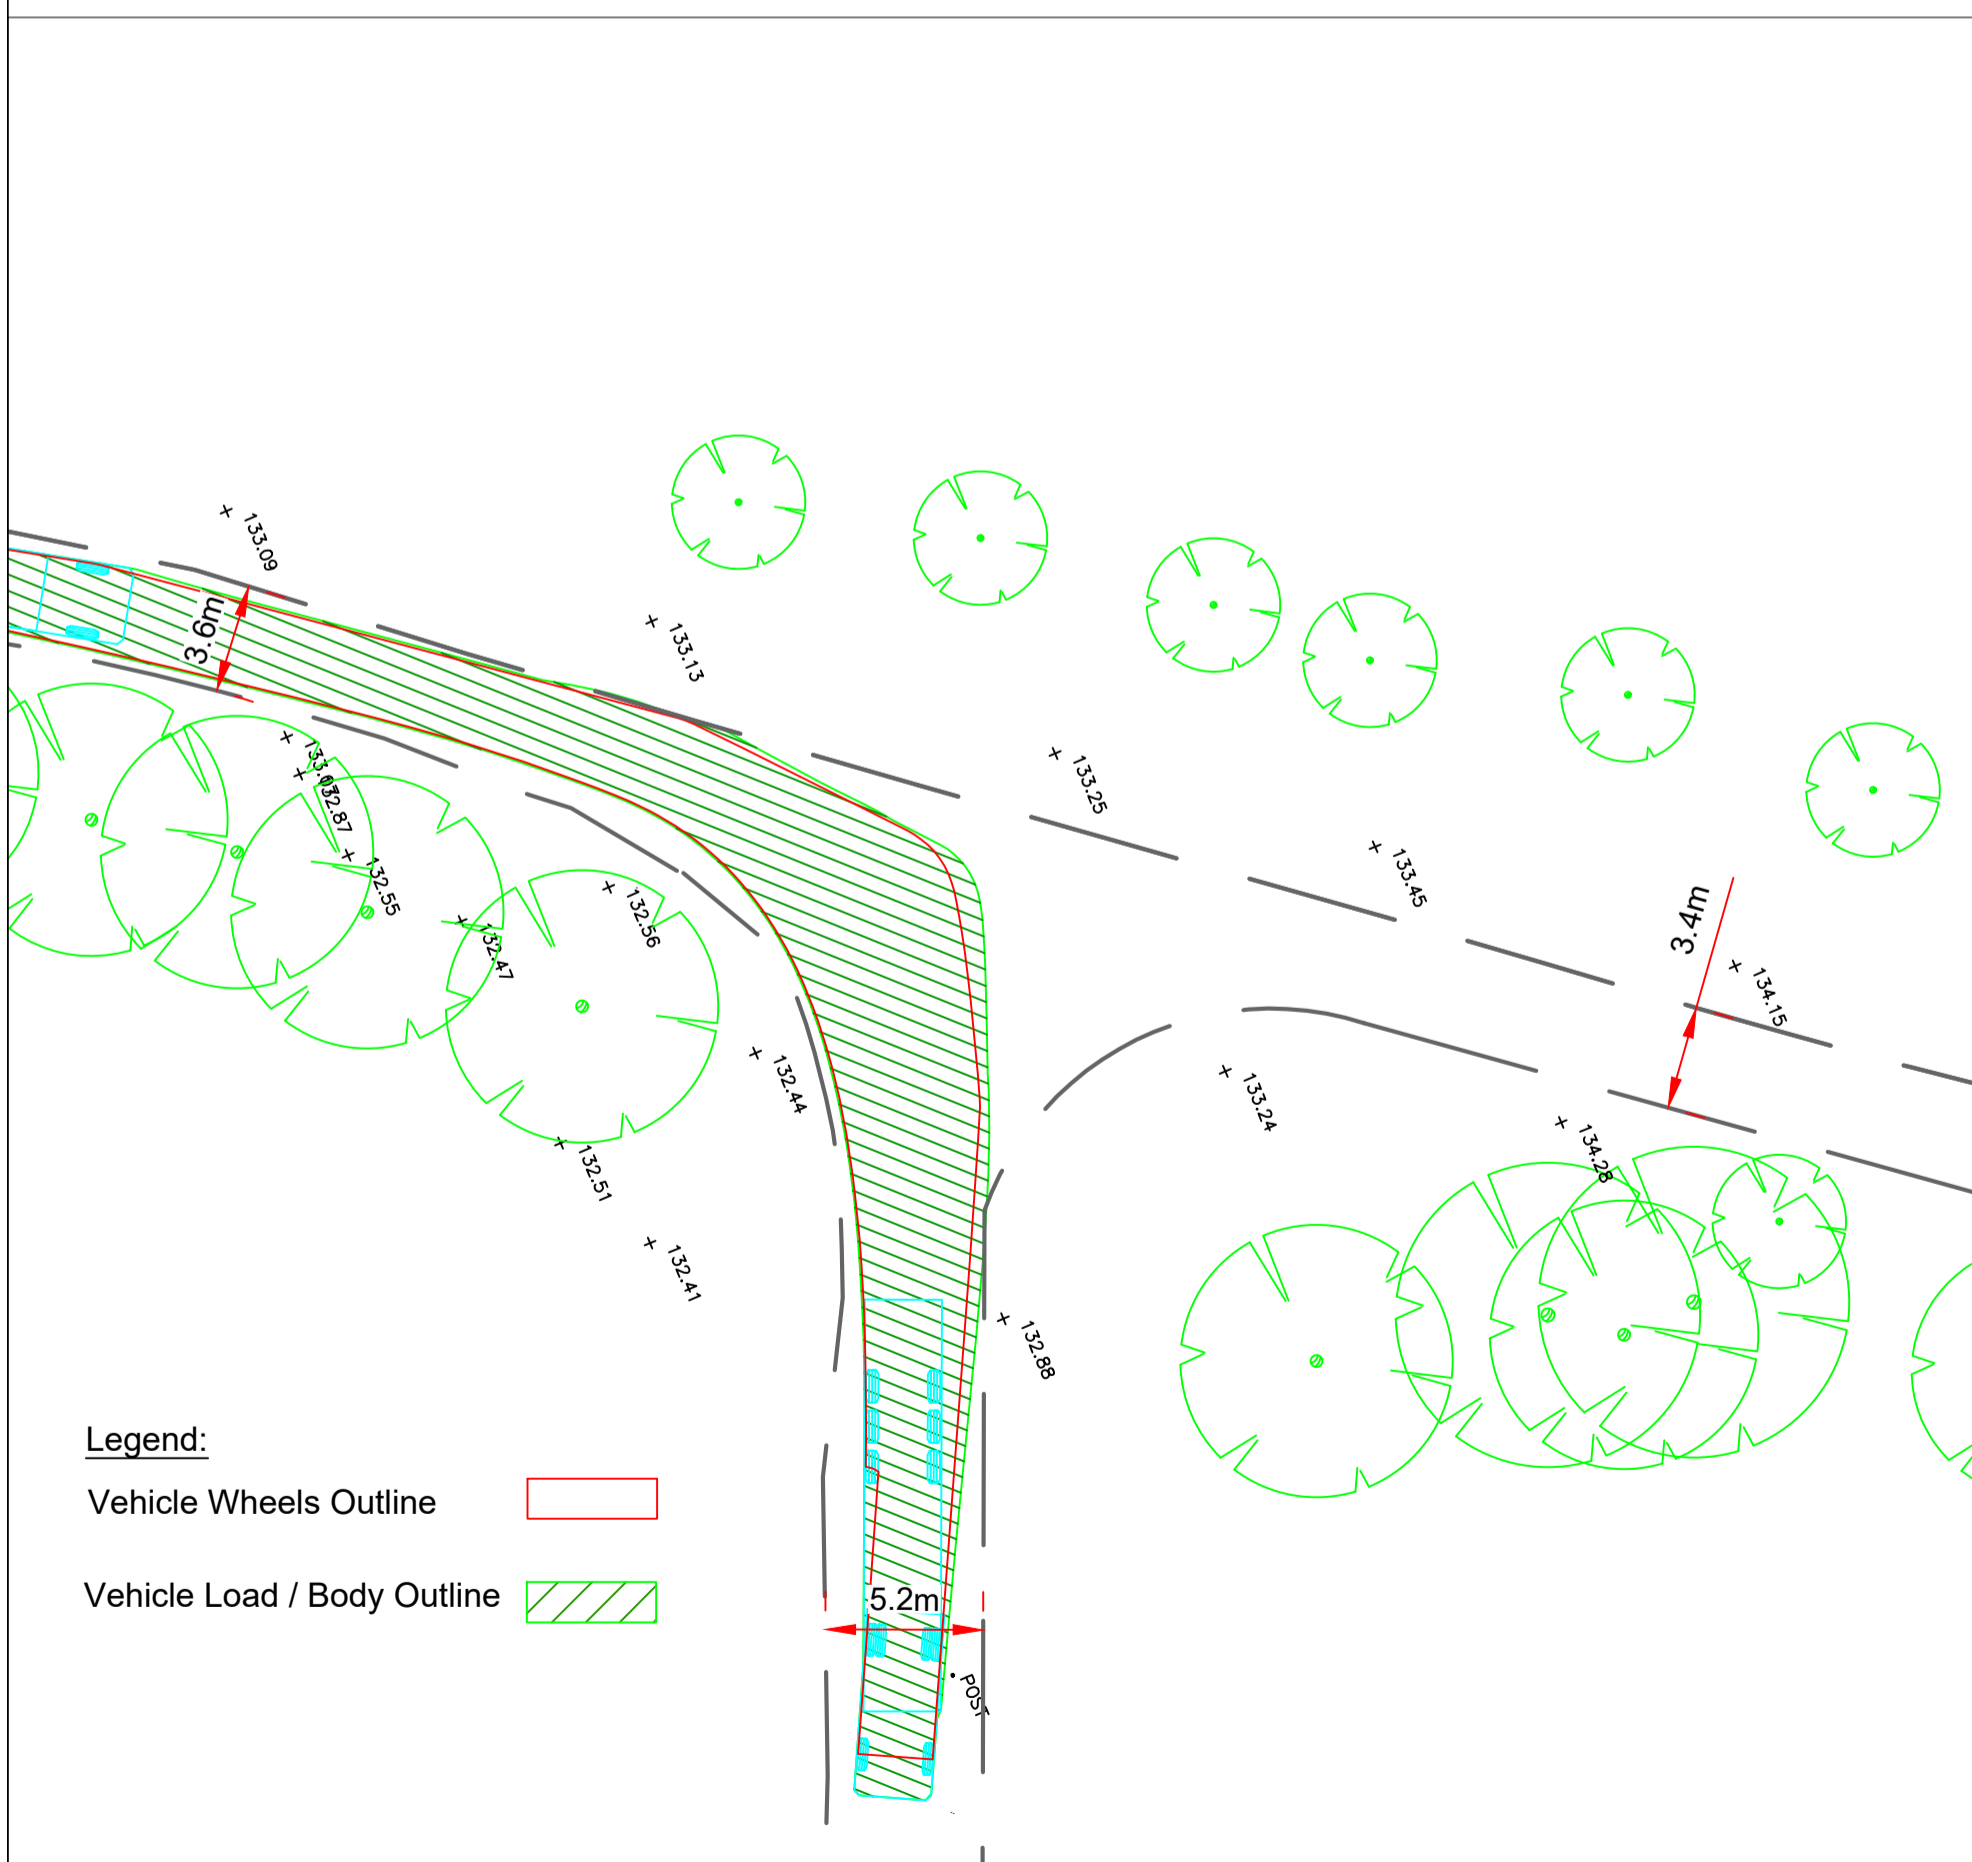 133.09
3.6m
133.13
133.07
132.87
133.25
132.55
133.45
132.56
3.4m
132.47
134.15
132.44
133.24
134.28
132.51
132.41
132.88
Legend:
Vehicle Wheels Outline
Vehicle Load / Body Outline
5.2m
POST